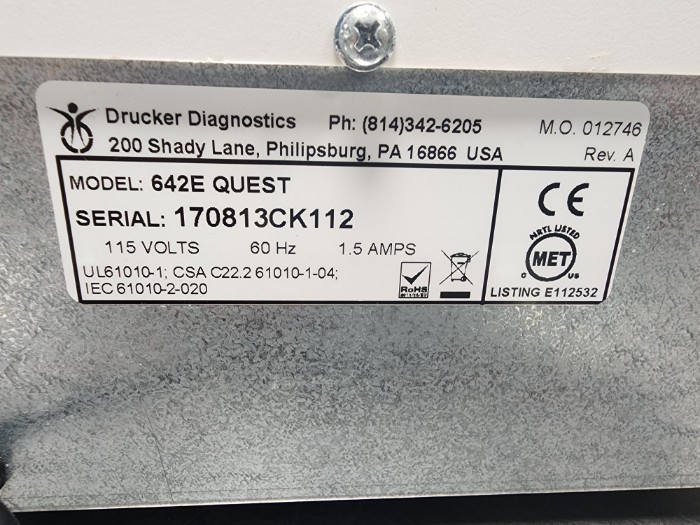 Drucker Diagnostics Ph: (814)342-6205 M.O. 012746
200 Shady Lane, Philipsburg, PA 16866 USA Rev. A
MODEL: 642E QUEST
SERIAL: 170813CK112
115 VOLTS 60 Hz 1.5 AMPS
UL61010-1; CSA C22.2 61010-1-04;
IEC 61010-2-020
RoHS
CE
NRTL LISTED
MET
C US
LISTING E112532